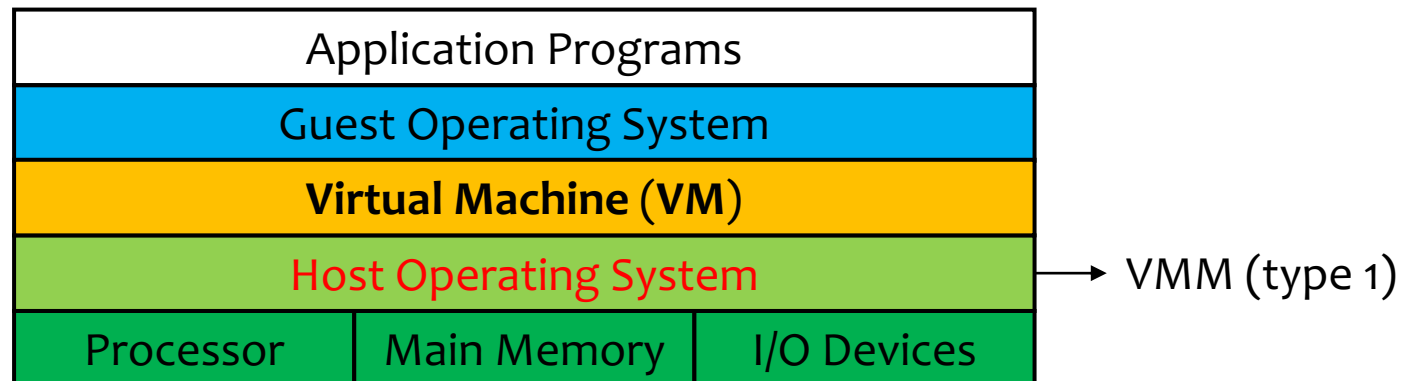 Application Programs
Guest Operating System
Virtual Machine (VM)
Host Operating System
VMM (type 1)
Processor
Main Memory
I/O Devices